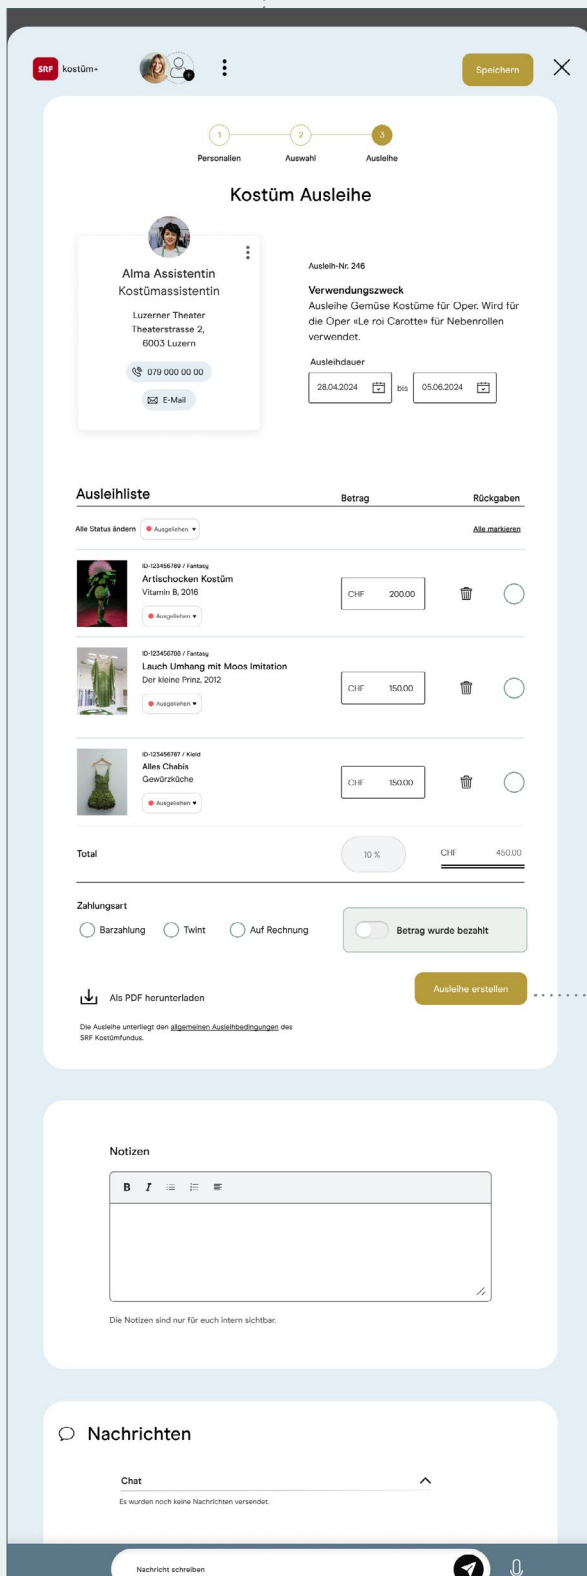 SRF kostüm+
Speichern
1 2 3
Personalien Auswahl Ausleihe
Kostüm Ausleihe
Alma Assistentin
Kostümassistentin
Luzerner Theater
Theaterstrasse 2,
6003 Luzern
079 000 00 00
E-Mail
Ausleih-Nr. 246
Verwendungszweck
Ausleihe Gemüse Kostüme für Oper. Wird für
die Oper «Le roi Carotte» für Nebenrollen
verwendet.
Ausleihdauer
28.04.2024 bis 05.06.2024
Ausleihliste Betrag Rückgaben
Alle Status ändern Ausgeliehen Alle markieren
ID-123456789 / Fantasy
Artischocken Kostüm
Vitamin B, 2016
CHF 200.00
Ausgeliehen
ID-123456788 / Fantasy
Lauch Umhang mit Moos Imitation
Der kleine Prinz, 2012
CHF 150.00
Ausgeliehen
ID-123456787 / Kleid
Alles Chabis
Gewürzküche
CHF 150.00
Ausgeliehen
Total 10 % CHF 450.00
Zahlungsart
Barzahlung Twint Auf Rechnung Betrag wurde bezahlt
Ausleihe erstellen
Als PDF herunterladen
Die Ausleihe unterliegt den allgemeinen Ausleihbedingungen des
SRF Kostümfundus.
Notizen
B I
Die Notizen sind nur für euch intern sichtbar.
Nachrichten
Chat
Es wurden noch keine Nachrichten versendet.
Nachricht schreiben